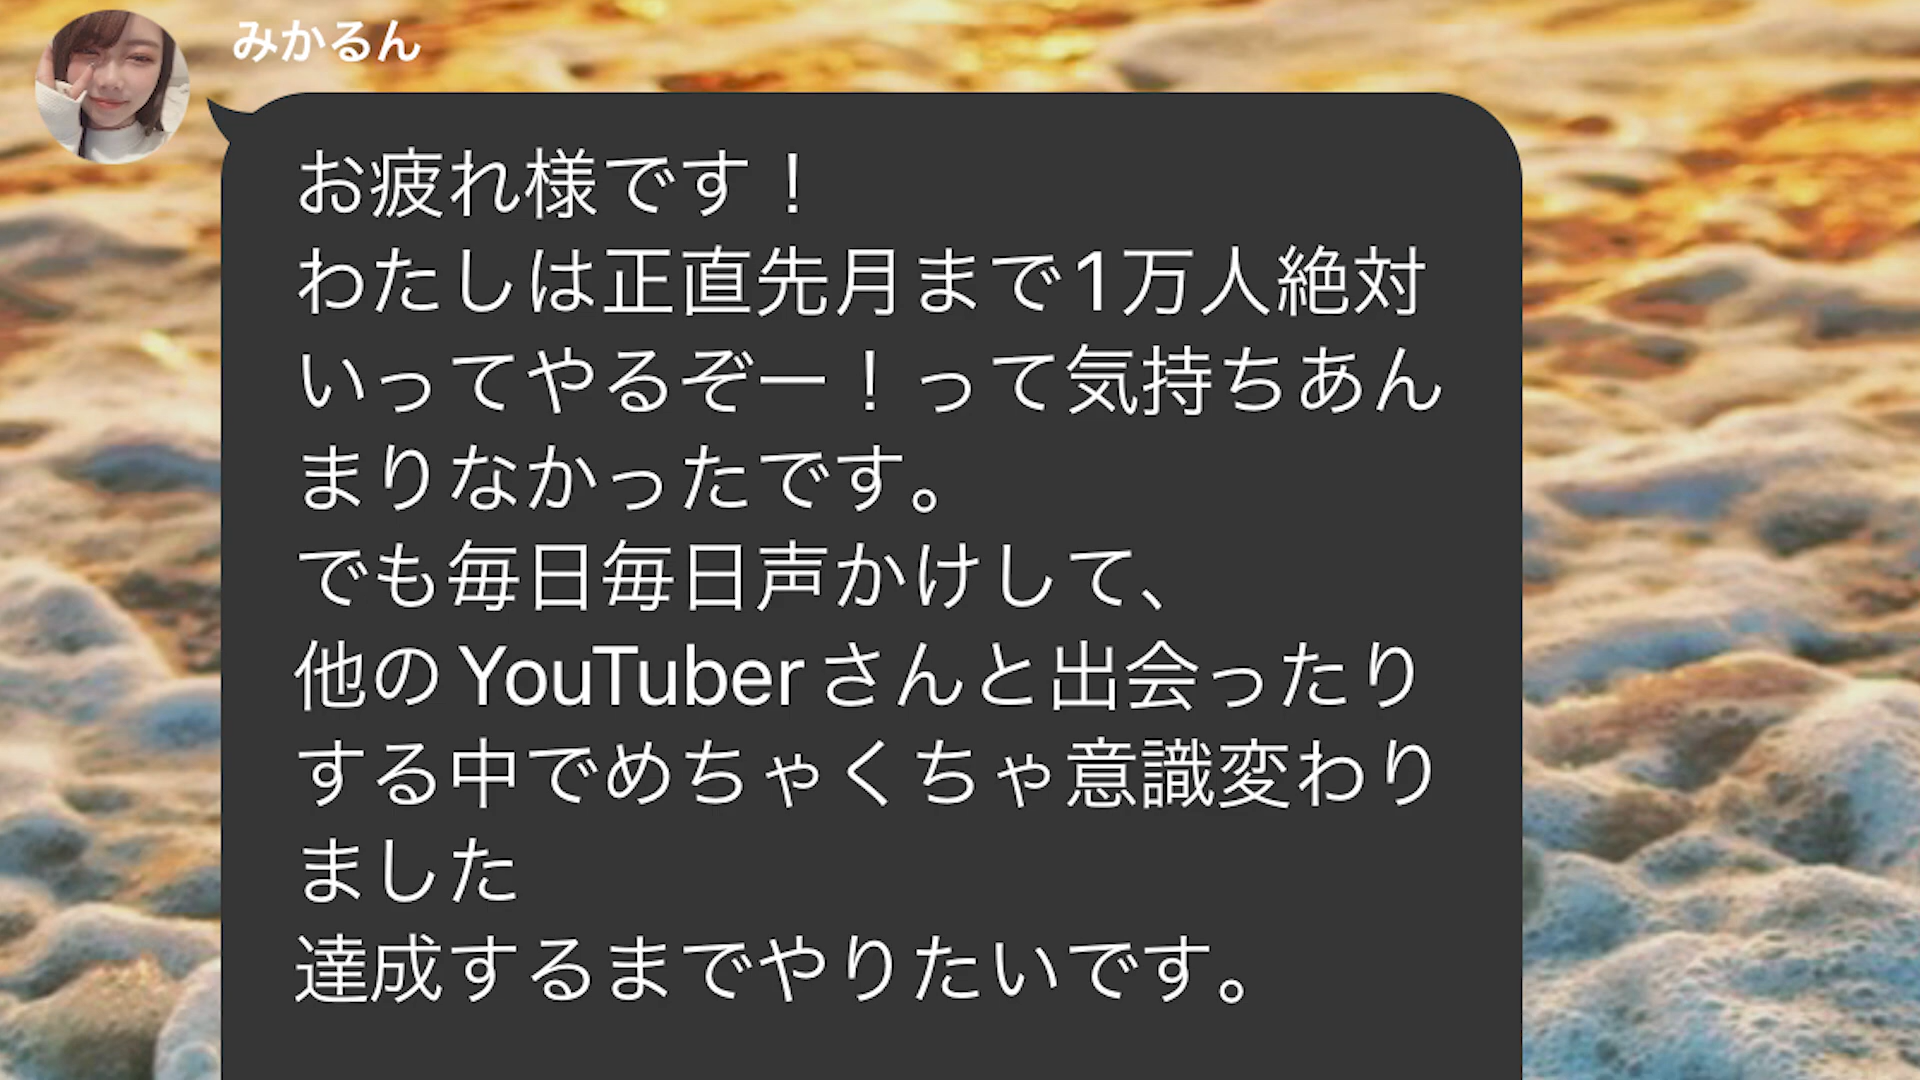 みかるん
お疲れ様です！
わたしは正直先月まで1万人絶対
いってやるぞー！って気持ちあん
まりなかったです。
でも毎日毎日声かけして、
他のYouTuberさんと出会ったり
する中でめちゃくちゃ意識変わり
ました
達成するまでやりたいです。